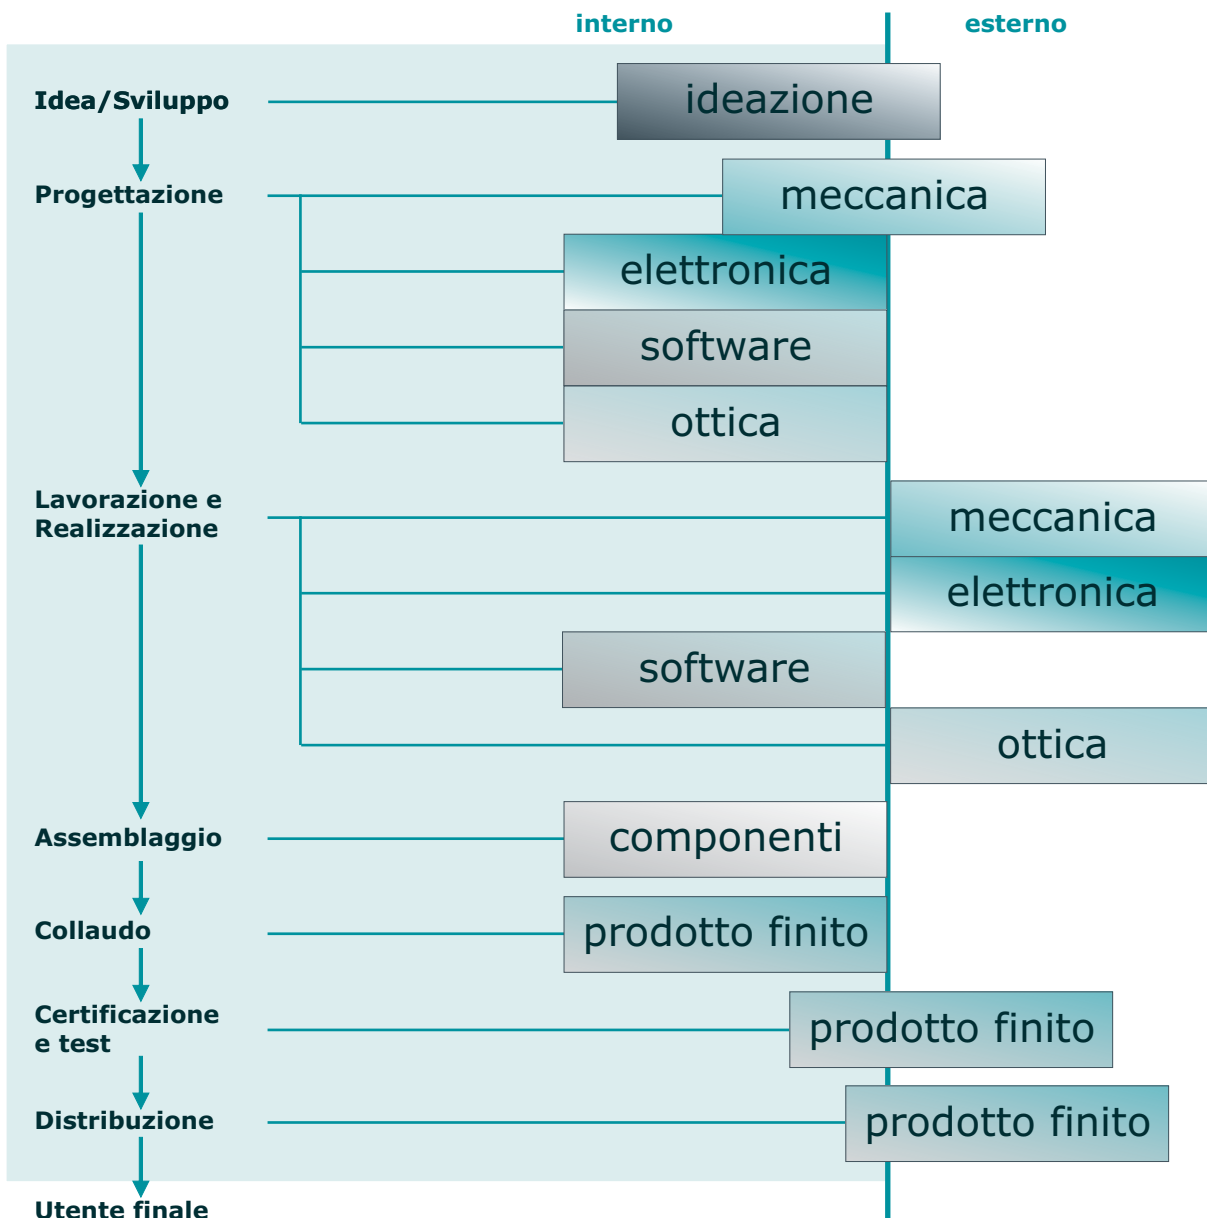 interno
esterno
Idea/Sviluppo
ideazione
Progettazione
meccanica
elettronica
software
ottica
Lavorazione e
Realizzazione
meccanica
elettronica
software
ottica
Assemblaggio
componenti
Collaudo
prodotto finito
Certificazione
e test
prodotto finito
Distribuzione
prodotto finito
Utente finale